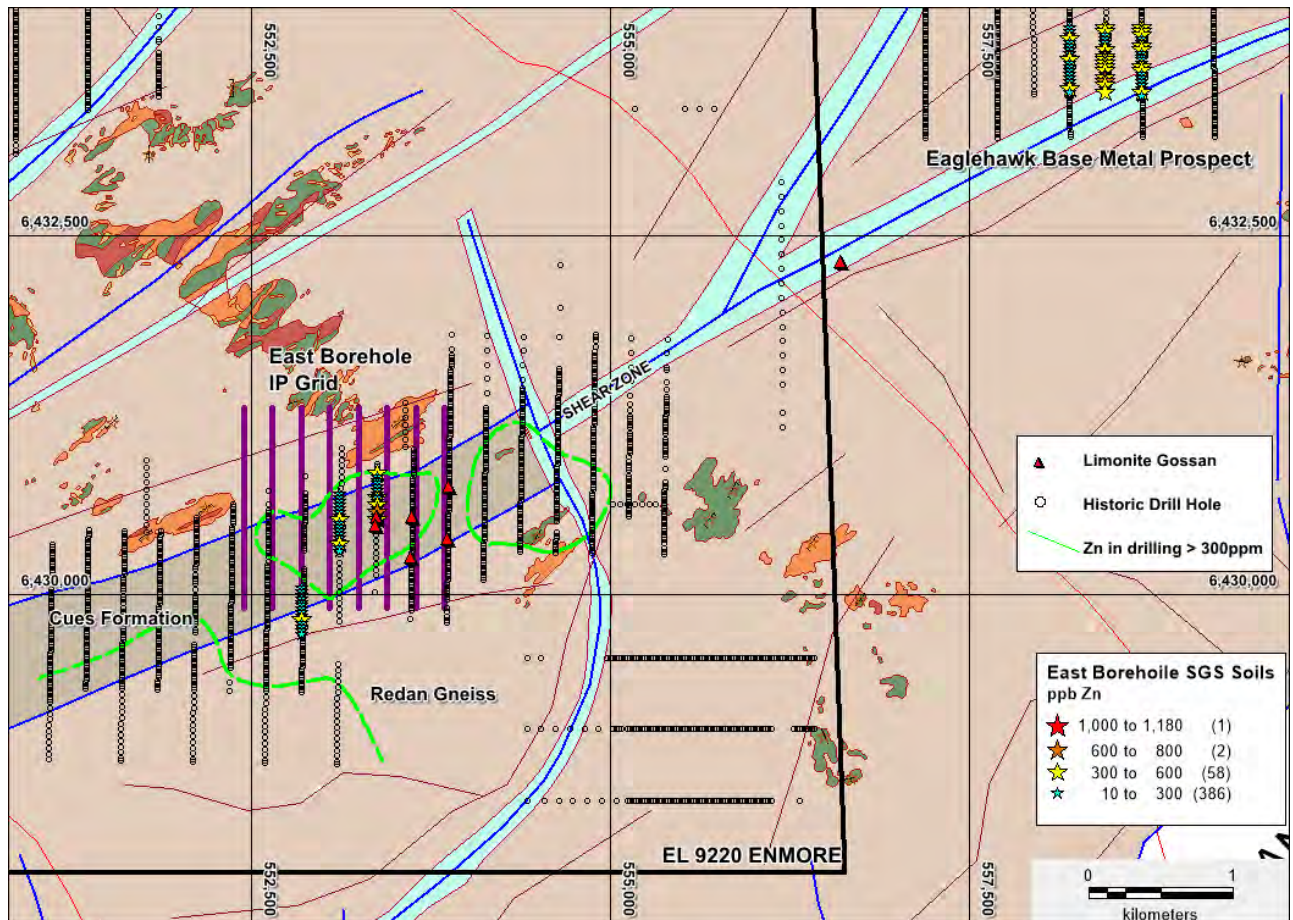 552,500
555,000
557,500
Eaglehawk Base Metal Prospect
6,432,500
6,432,500
East Borehole
IP Grid
SHEAR ZONE
Limonite Gossan
Historic Drill Hole
Zn in drilling > 300ppm
6,430,000
6,430,000
Cues Formation
Redan Gneiss
East Borehoile SGS Soils
ppb Zn
1,000 to 1,180 (1)
600 to 800 (2)
300 to 600 (58)
10 to 300 (386)
EL 9220 ENMORE
552,500
555,000
557,500
0 1
kilometers